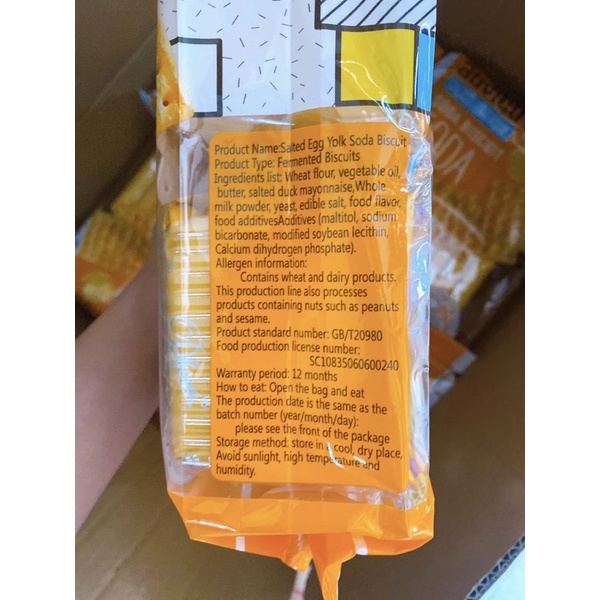 Product Name:Salted Egg Yolk Soda Biscuit
Product Type: Fermented Biscuits
Ingredients list: Wheat flour, vegetable oil,
butter, salted duck mayonnaise,Whole
milk powder, yeast, edible salt, food flavor,
food additivesAoditives (maltitol, sodium
bicarbonate, modified soybean lecithin,
Calcium dihydrogen phosphate).
Allergen information:
Contains wheat and dairy products.
This production line also processes
products containing nuts such as peanuts
and sesame.
Product standard number: GB/T20980
Food production license number:
SC10835060600240
Warranty period: 12 months
How to eat: Open the bag and eat
The production date is the same as the
batch number (year/month/day):
please see the front of the package
Storage method: store in a cool, dry place,
Avoid sunlight, high temperature and
humidity.
SODA